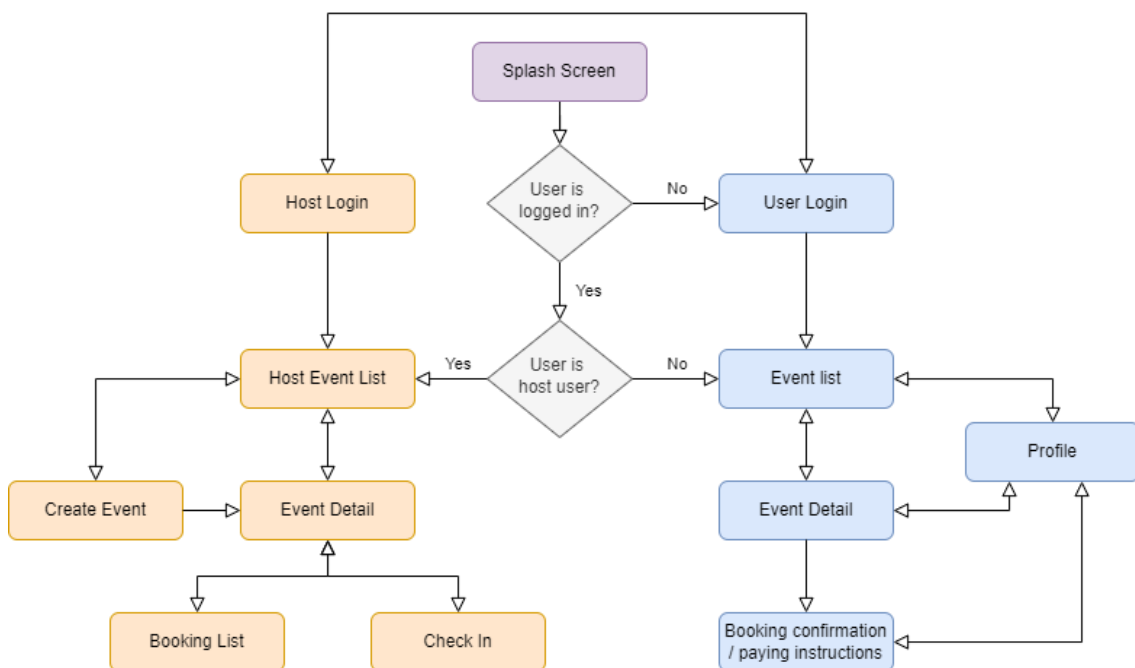 Splash Screen
User is
logged in?
No
Host Login
User Login
Yes
User is
host user?
Yes
No
Host Event List
Event list
Profile
Create Event
Event Detail
Event Detail
Booking List
Check In
Booking confirmation
/ paying instructions